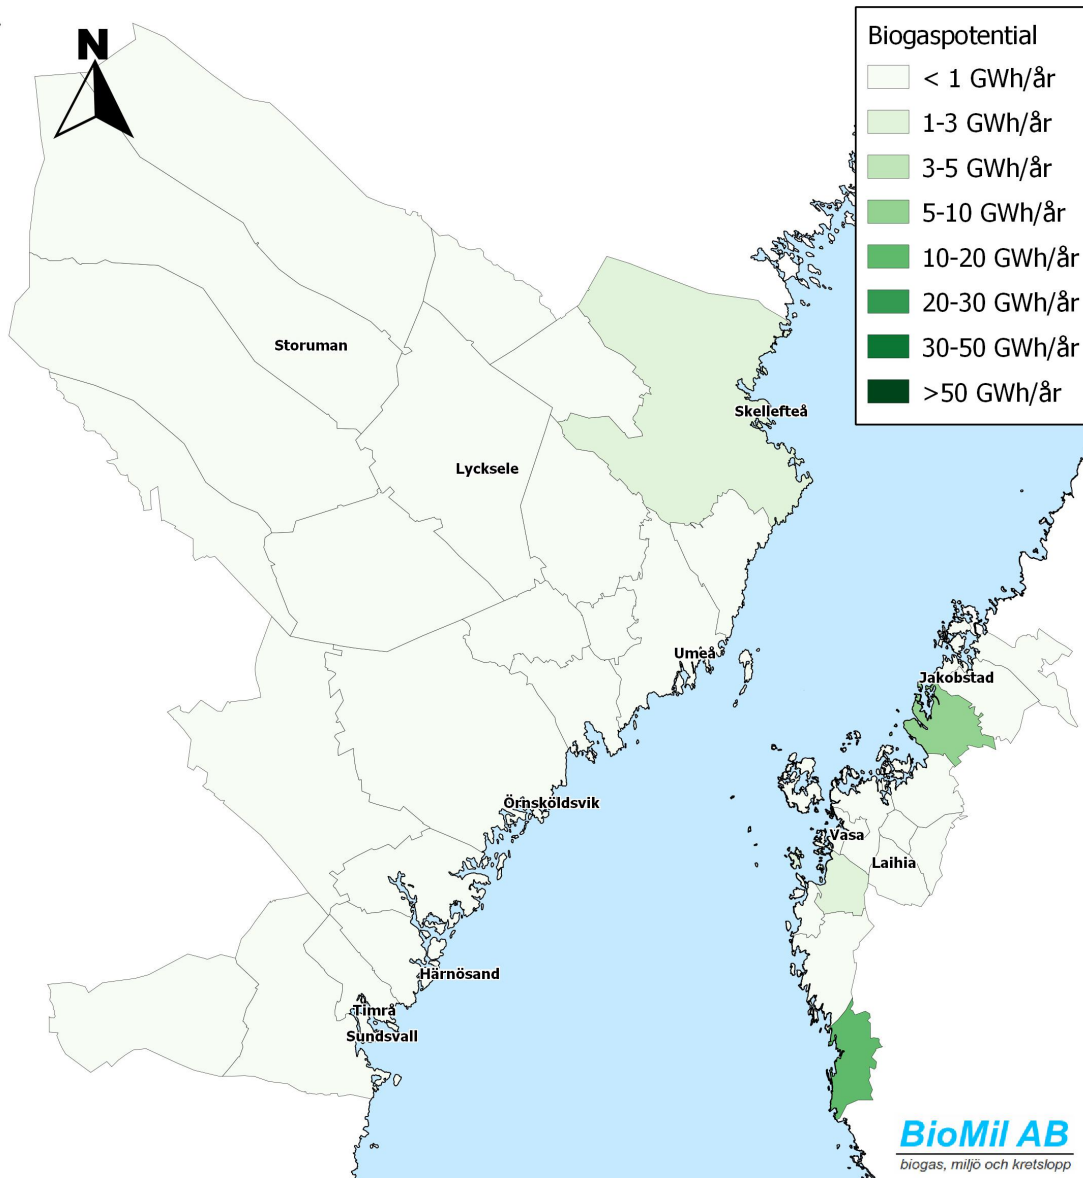 N
Biogaspotential
< 1 GWh/år
1-3 GWh/år
3-5 GWh/år
5-10 GWh/år
10-20 GWh/år
20-30 GWh/år
30-50 GWh/år
>50 GWh/år
Storuman
Skellefteå
Lycksele
Umeå
Jakobstad
Örnsköldsvik
Vasa
Laihia
Härnösand
Timrå
Sundsvall
BioMil AB
biogas, miljö och kretslopp